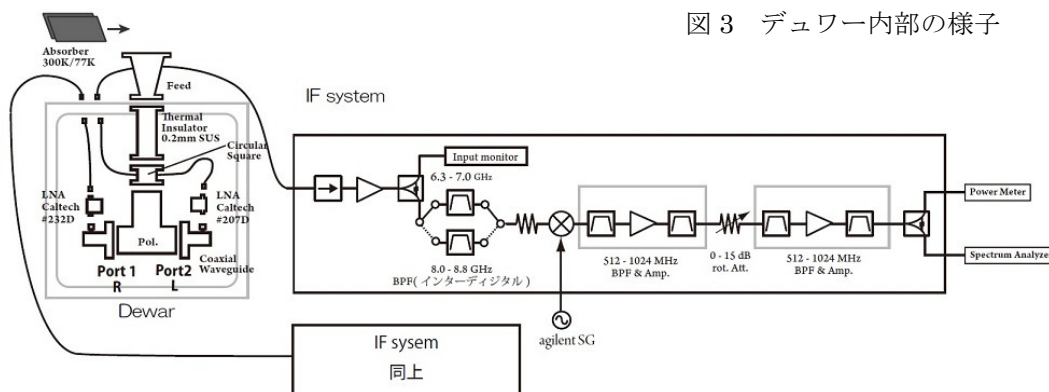 図 3 デュワー内部の様子
Absorber
300K/77K
Feed
Thermal
Insulator
0.2mm SUS
Circular
Square
LNA
Caltech
#232D
LNA
Caltech
#207D
Pol.
Coaxial
Waveguide
Port 1
R
Port2
L
Dewar
IF system
Input monitor
6.3 - 7.0 GHz
8.0 - 8.8 GHz
BPF( インターディジタル )
agilent SG
512 - 1024 MHz
BPF & Amp.
0 - 15 dB
rot. Att.
512 - 1024 MHz
BPF & Amp.
Power Meter
Spectrum Analyzer
IF sysem
同上